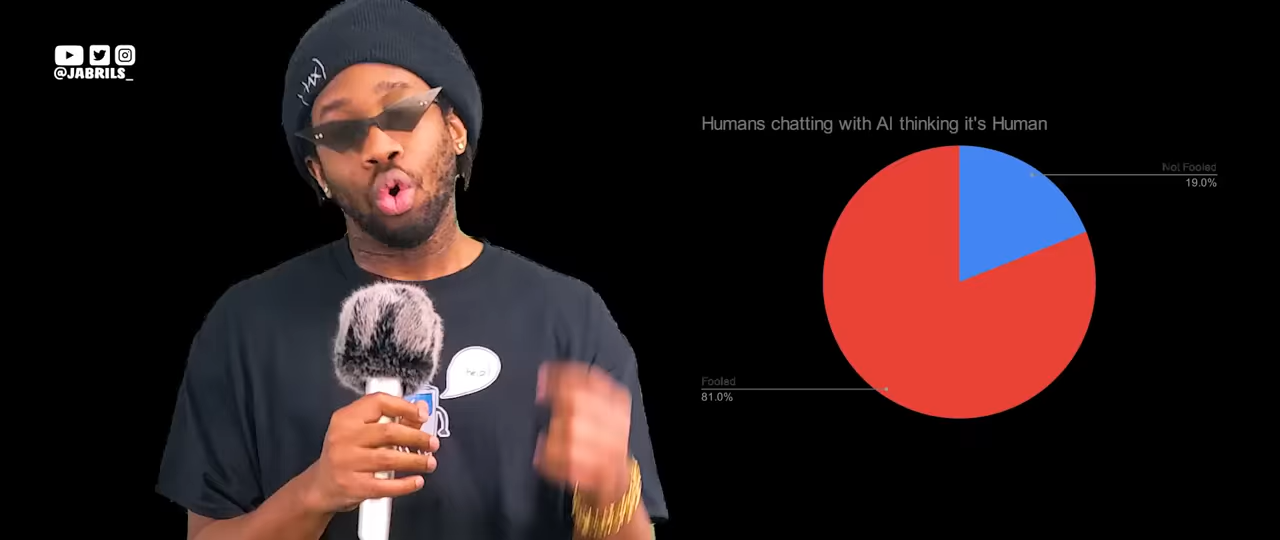 @JABRILS_
Humans chatting with AI thinking it's Human
Not Fooled
19.0%
Fooled
81.0%